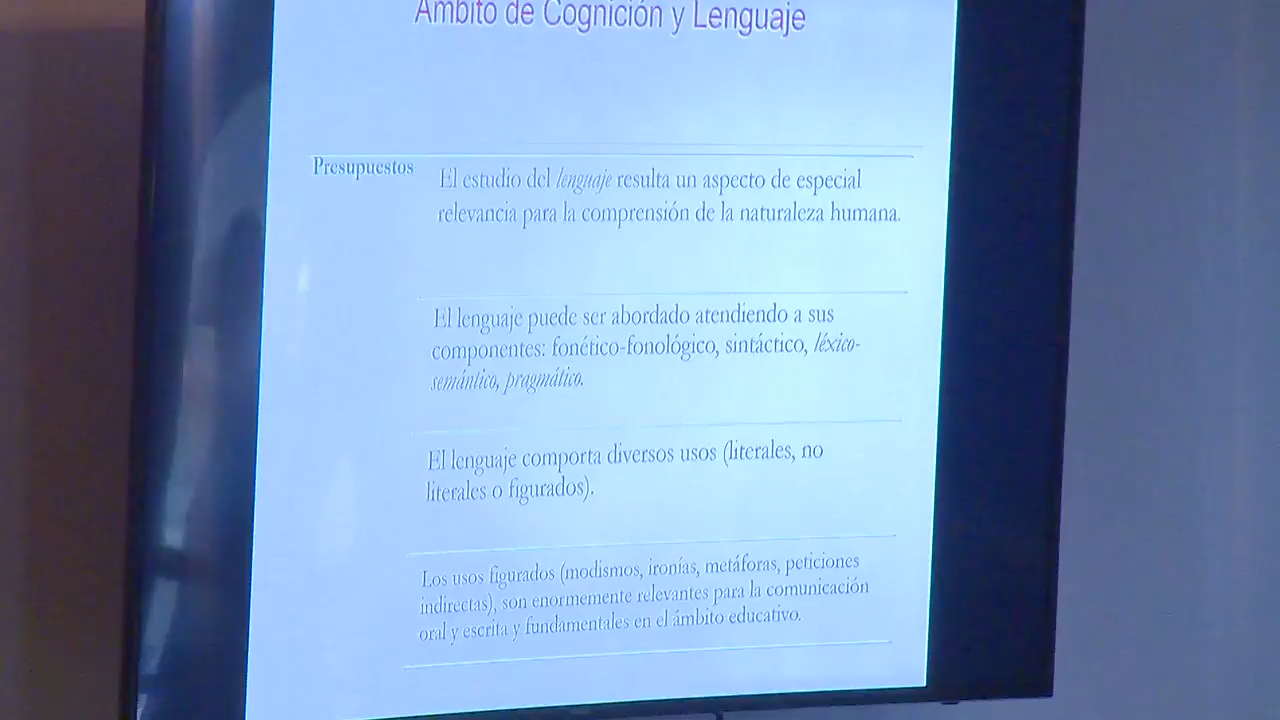 Ámbito de Cognición y Lenguaje
Presupuestos
El estudio del lenguaje resulta un aspecto de especial
relevancia para la comprensión de la naturaleza humana.
El lenguaje puede ser abordado atendiendo a sus
componentes: fonético-fonológico, sintáctico, léxico-
semántico, pragmático.
El lenguaje comporta diversos usos (literales, no
literales o figurados).
Los usos figurados (modismos, ironías, metáforas, peticiones
indirectas), son enormemente relevantes para la comunicación
oral y escrita y fundamentales en el ámbito educativo.